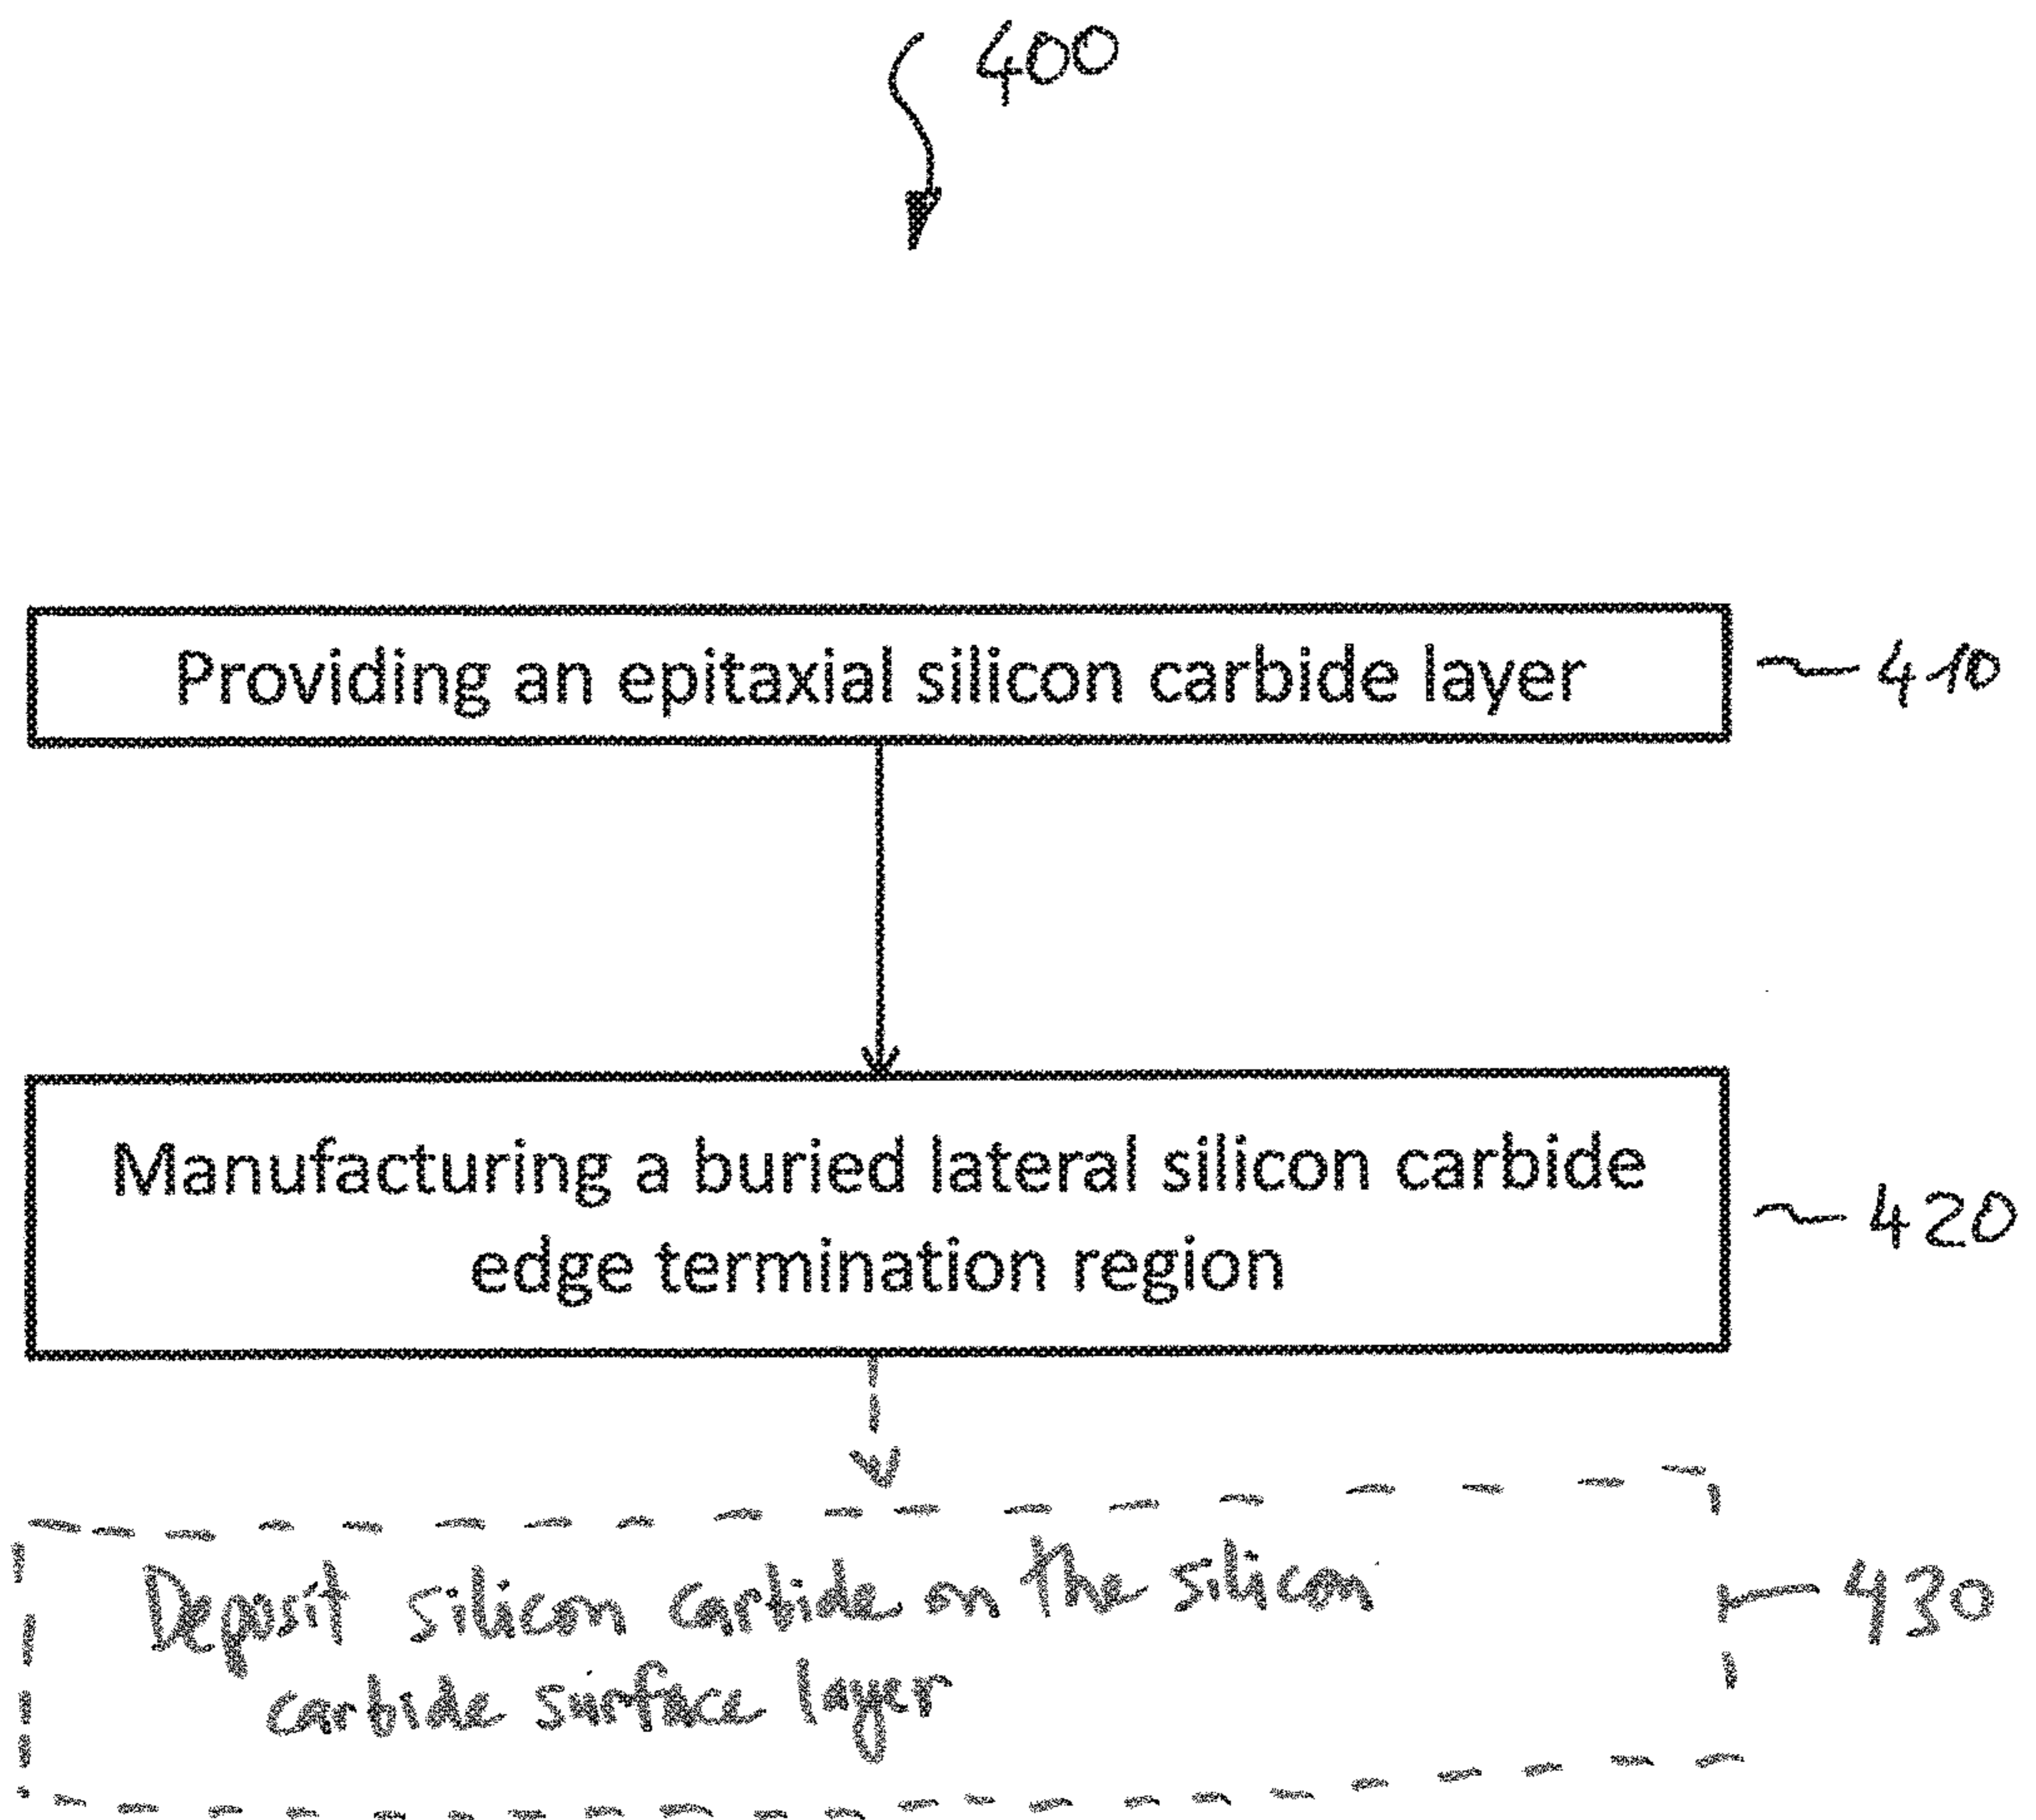 400
Providing an epitaxial silicon carbide layer
410
Manufacturing a buried lateral silicon carbide
edge termination region
420
Deposit silicon carbide on the silicon
carbide surface layer
430